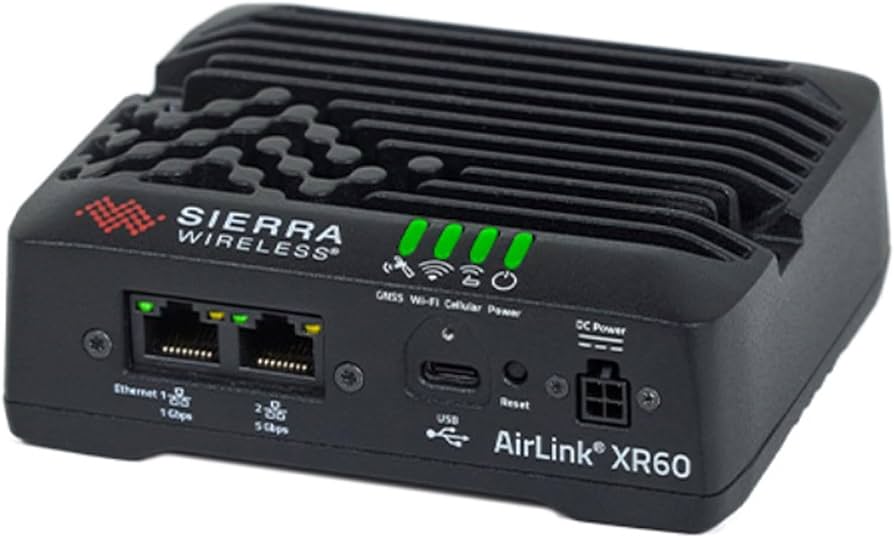 SIERRA
WIRELESS®
GNSS Wi-Fi Cellular Power
DC Power
Ethernet 1
1 Gbps
2
5 Gbps
USB
Reset
AirLink® XR60